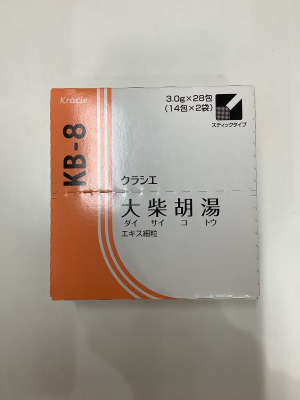 Kracie
KB-8
3.0g×28包
(14包×2袋)
スティックタイプ
クラシエ
大柴胡湯
ダイ サイ コ トウ
エキス細粒